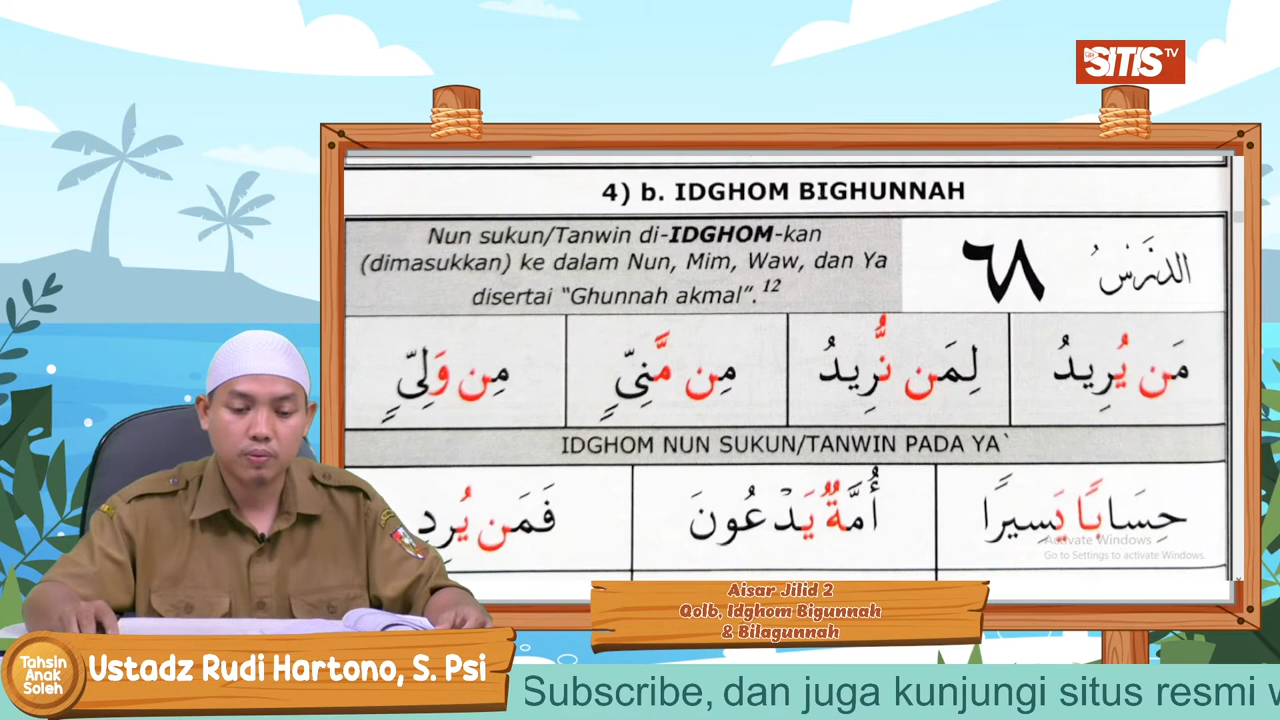 SITIS TV
4) b. IDGHOM BIGHUNNAH
Nun sukun/Tanwin di-IDGHOM-kan
(dimasukkan) ke dalam Nun, Mim, Waw, dan Ya
disertai “Ghunnah akmal”.12
الدَّرْسُ ٦٨
مَن يُرِيدُ
لِمَن نُّرِيدُ
مِن مَّنِيٍّ
مِن وَلِيٍّ
IDGHOM NUN SUKUN/TANWIN PADA YA`
حِسَابًا يَسِيرًا
أُمَّةٌ يَدْعُونَ
فَمَن يُرِد
Activate Windows
Go to Settings to activate Windows.
Aisar Jilid 2
Qolb, Idghom Bigunnah
& Bilagunnah
Tahsin
Anak
Soleh
Ustadz Rudi Hartono, S. Psi
Subscribe, dan juga kunjungi situs resmi